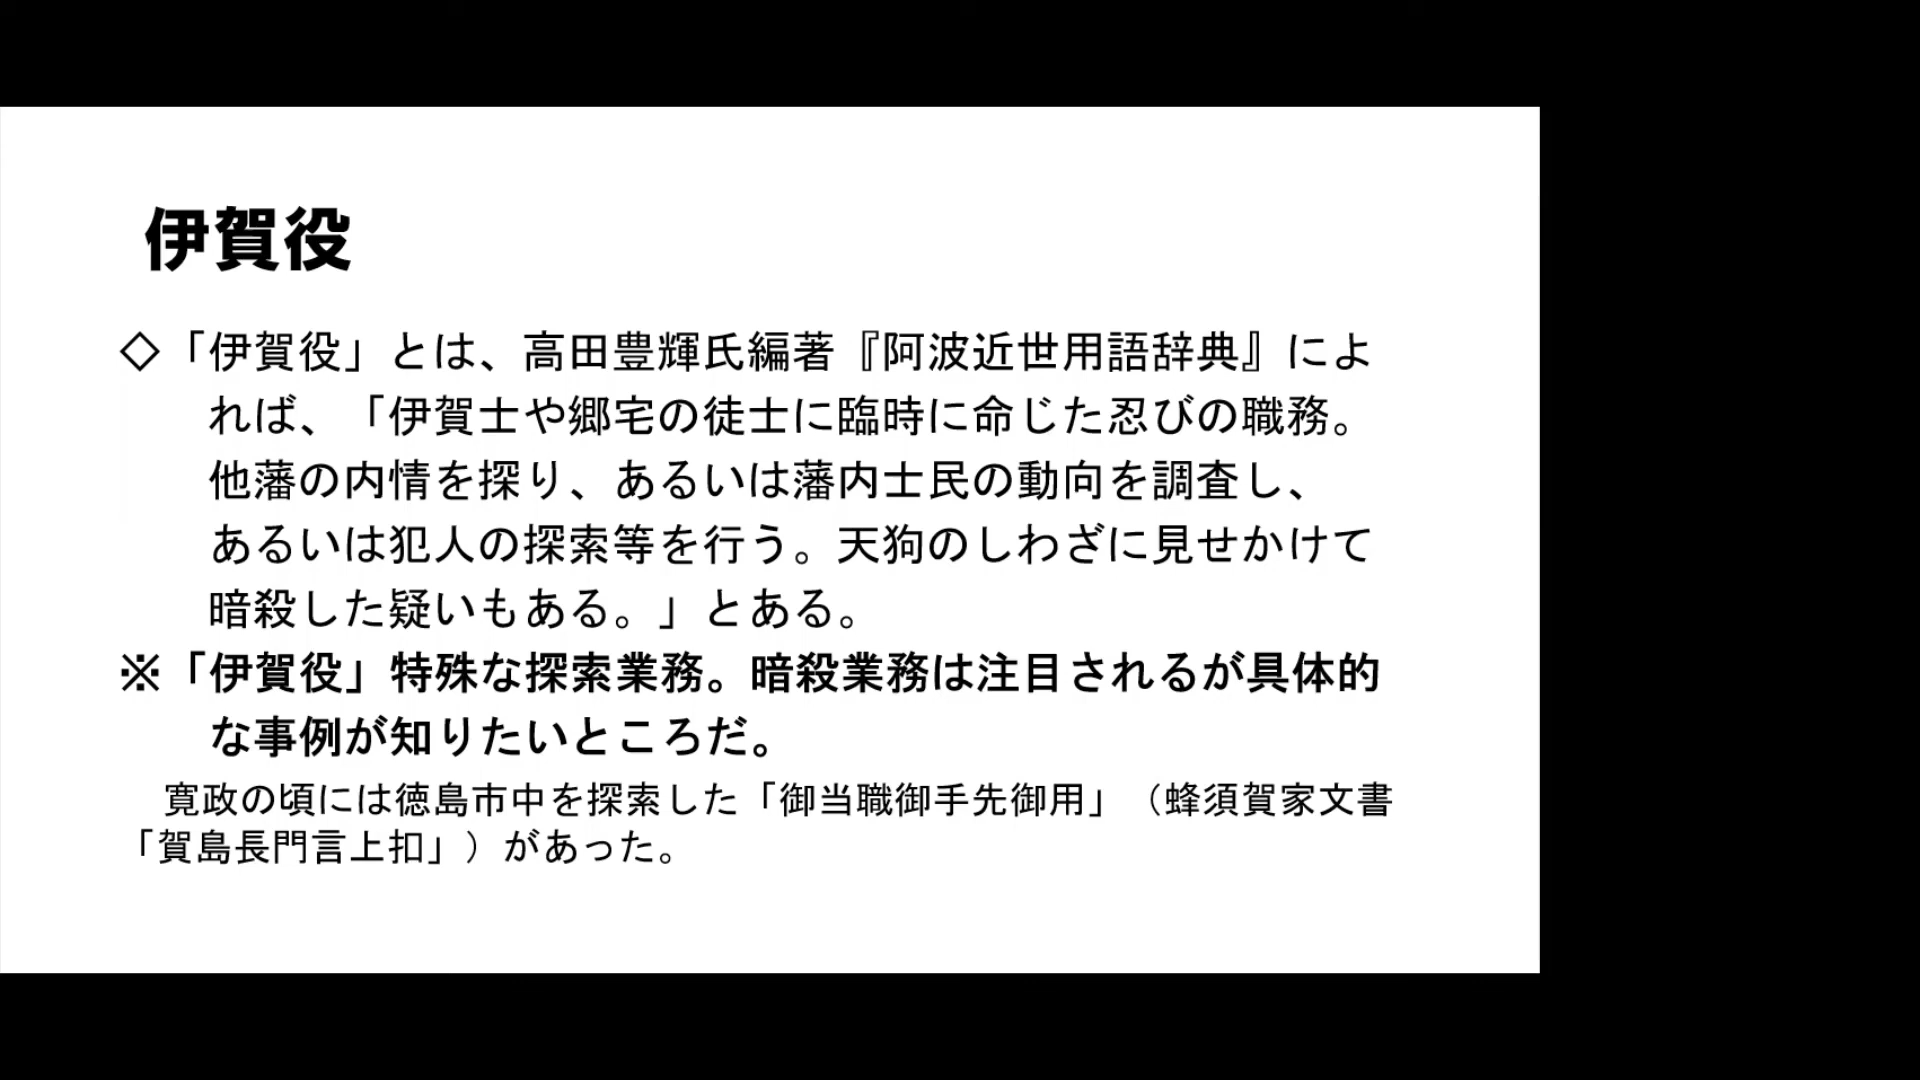 伊賀役
◇「伊賀役」とは、高田豊輝氏編著『阿波近世用語辞典』によ
れば、「伊賀士や郷宅の徒士に臨時に命じた忍びの職務。
他藩の内情を探り、あるいは藩内士民の動向を調査し、
あるいは犯人の探索等を行う。天狗のしわざに見せかけて
暗殺した疑いもある。」とある。
※「伊賀役」特殊な探索業務。暗殺業務は注目されるが具体的
な事例が知りたいところだ。
寛政の頃には徳島市中を探索した「御当職御手先御用」（蜂須賀家文書
「賀島長門言上扣」）があった。